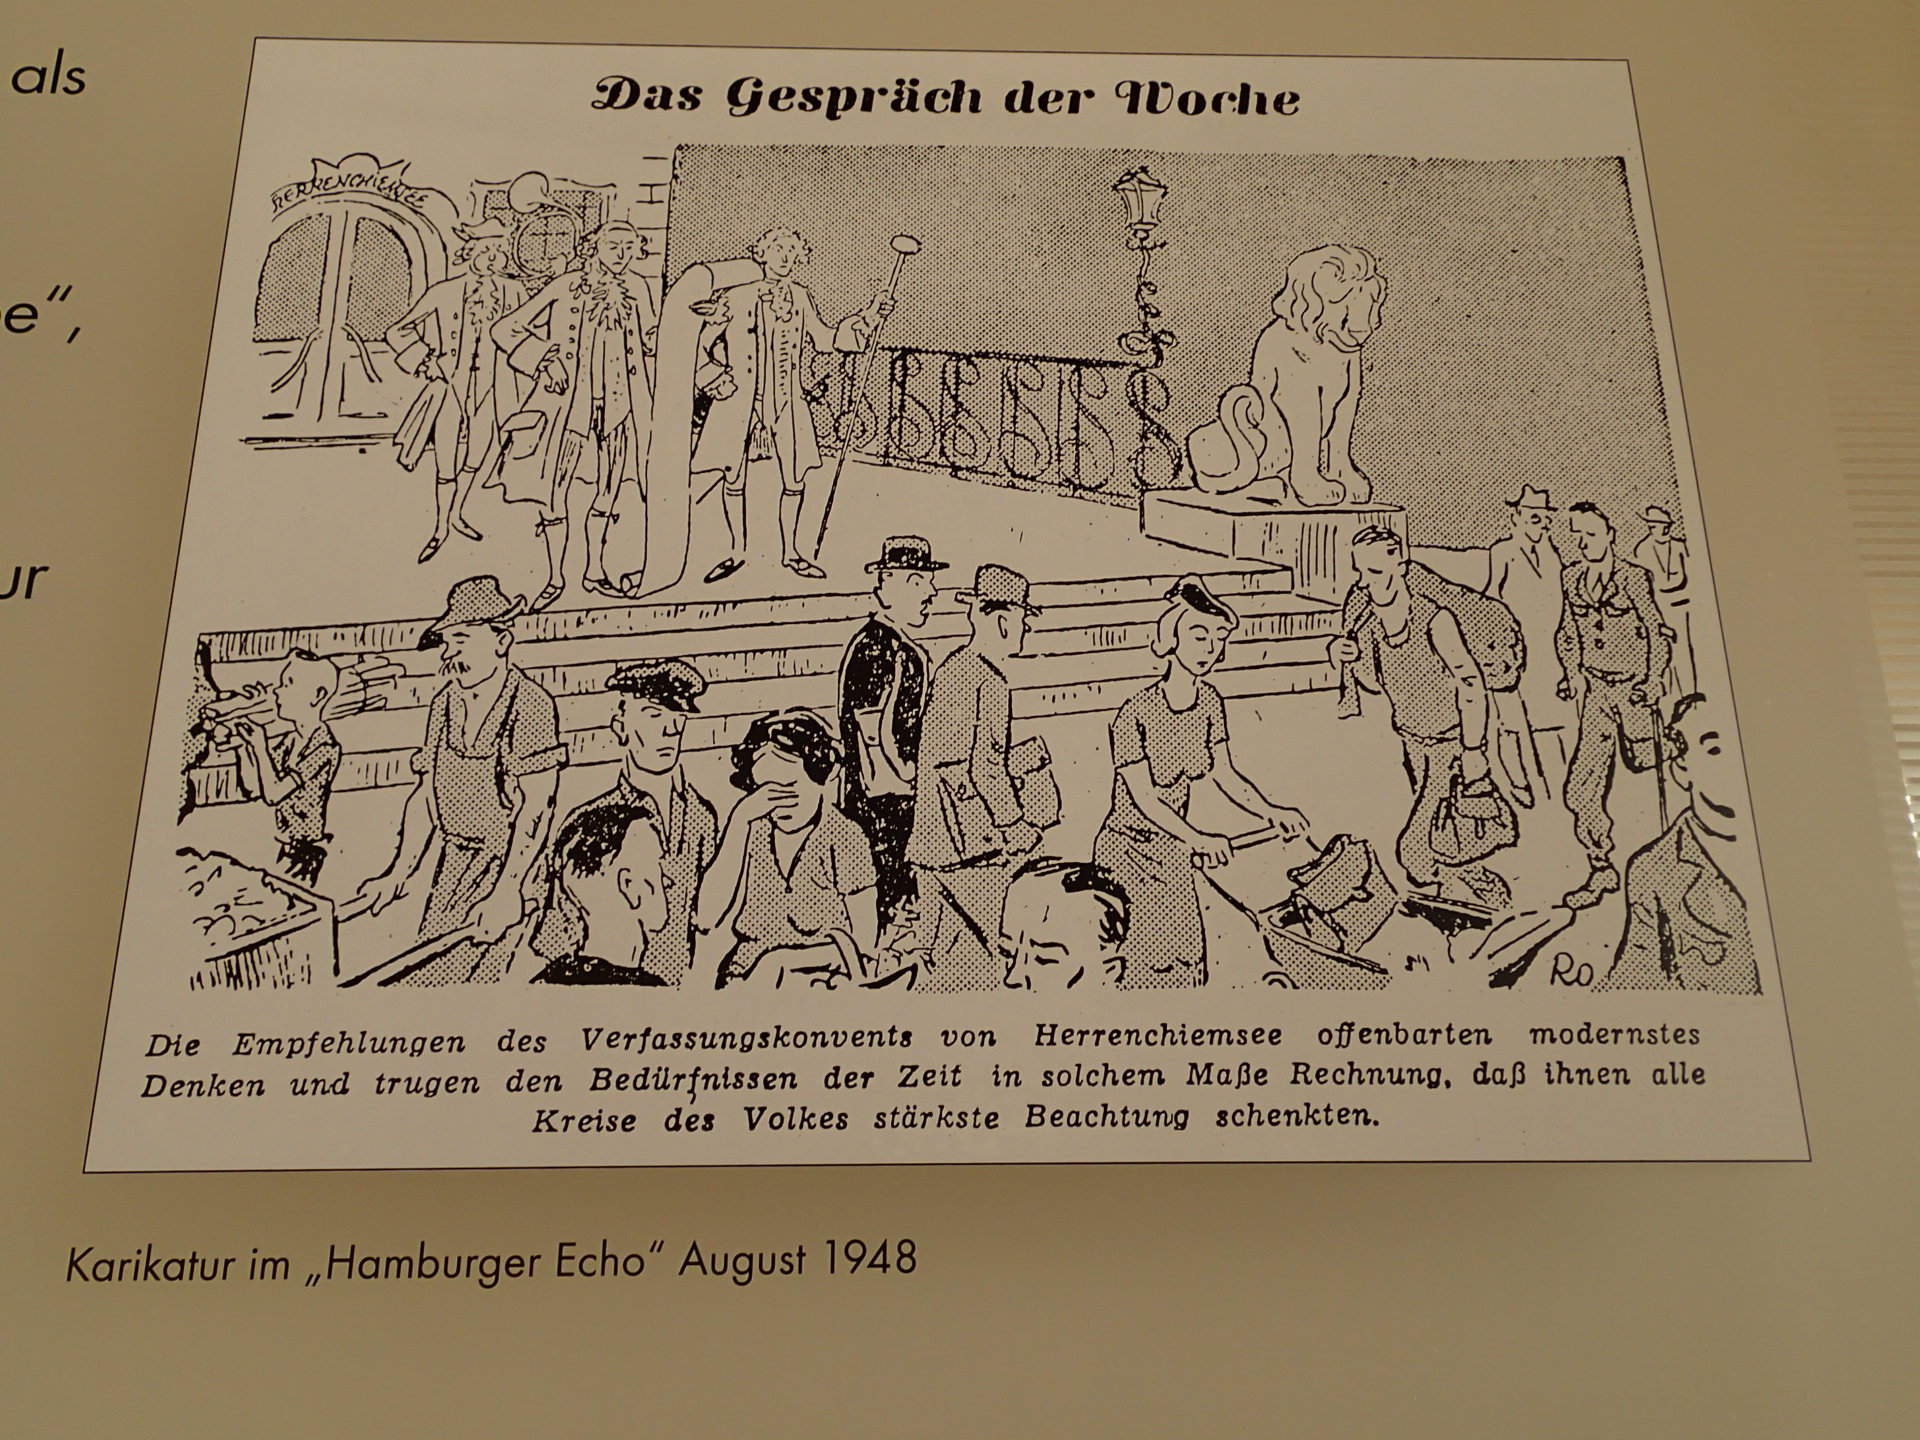 als
e“,
ur
Das Gespräch der Woche
HERRENCHIEMSEE
RO
Die Empfehlungen des Verfassungskonvents von Herrenchiemsee offenbarten modernstes
Denken und trugen den Bedürfnissen der Zeit in solchem Maße Rechnung, daß ihnen alle
Kreise des Volkes stärkste Beachtung schenkten.
Karikatur im „Hamburger Echo“ August 1948